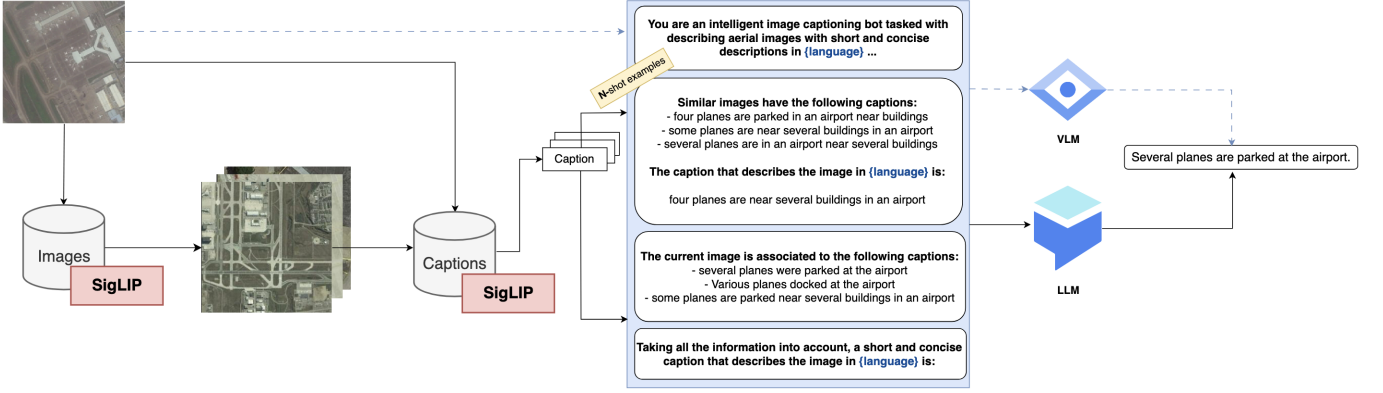 You are an intelligent image captioning bot tasked with
describing aerial images with short and concise
descriptions in {language} ...
N-shot examples
Similar images have the following captions:
- four planes are parked in an airport near buildings
- some planes are near several buildings in an airport
- several planes are in an airport near several buildings
The caption that describes the image in {language} is:
four planes are near several buildings in an airport
Caption
VLM
Several planes are parked at the airport.
Images
SigLIP
Captions
SigLIP
The current image is associated to the following captions:
- several planes were parked at the airport
- Various planes docked at the airport
- some planes are parked near several buildings in an airport
LLM
Taking all the information into account, a short and concise
caption that describes the image in {language} is: